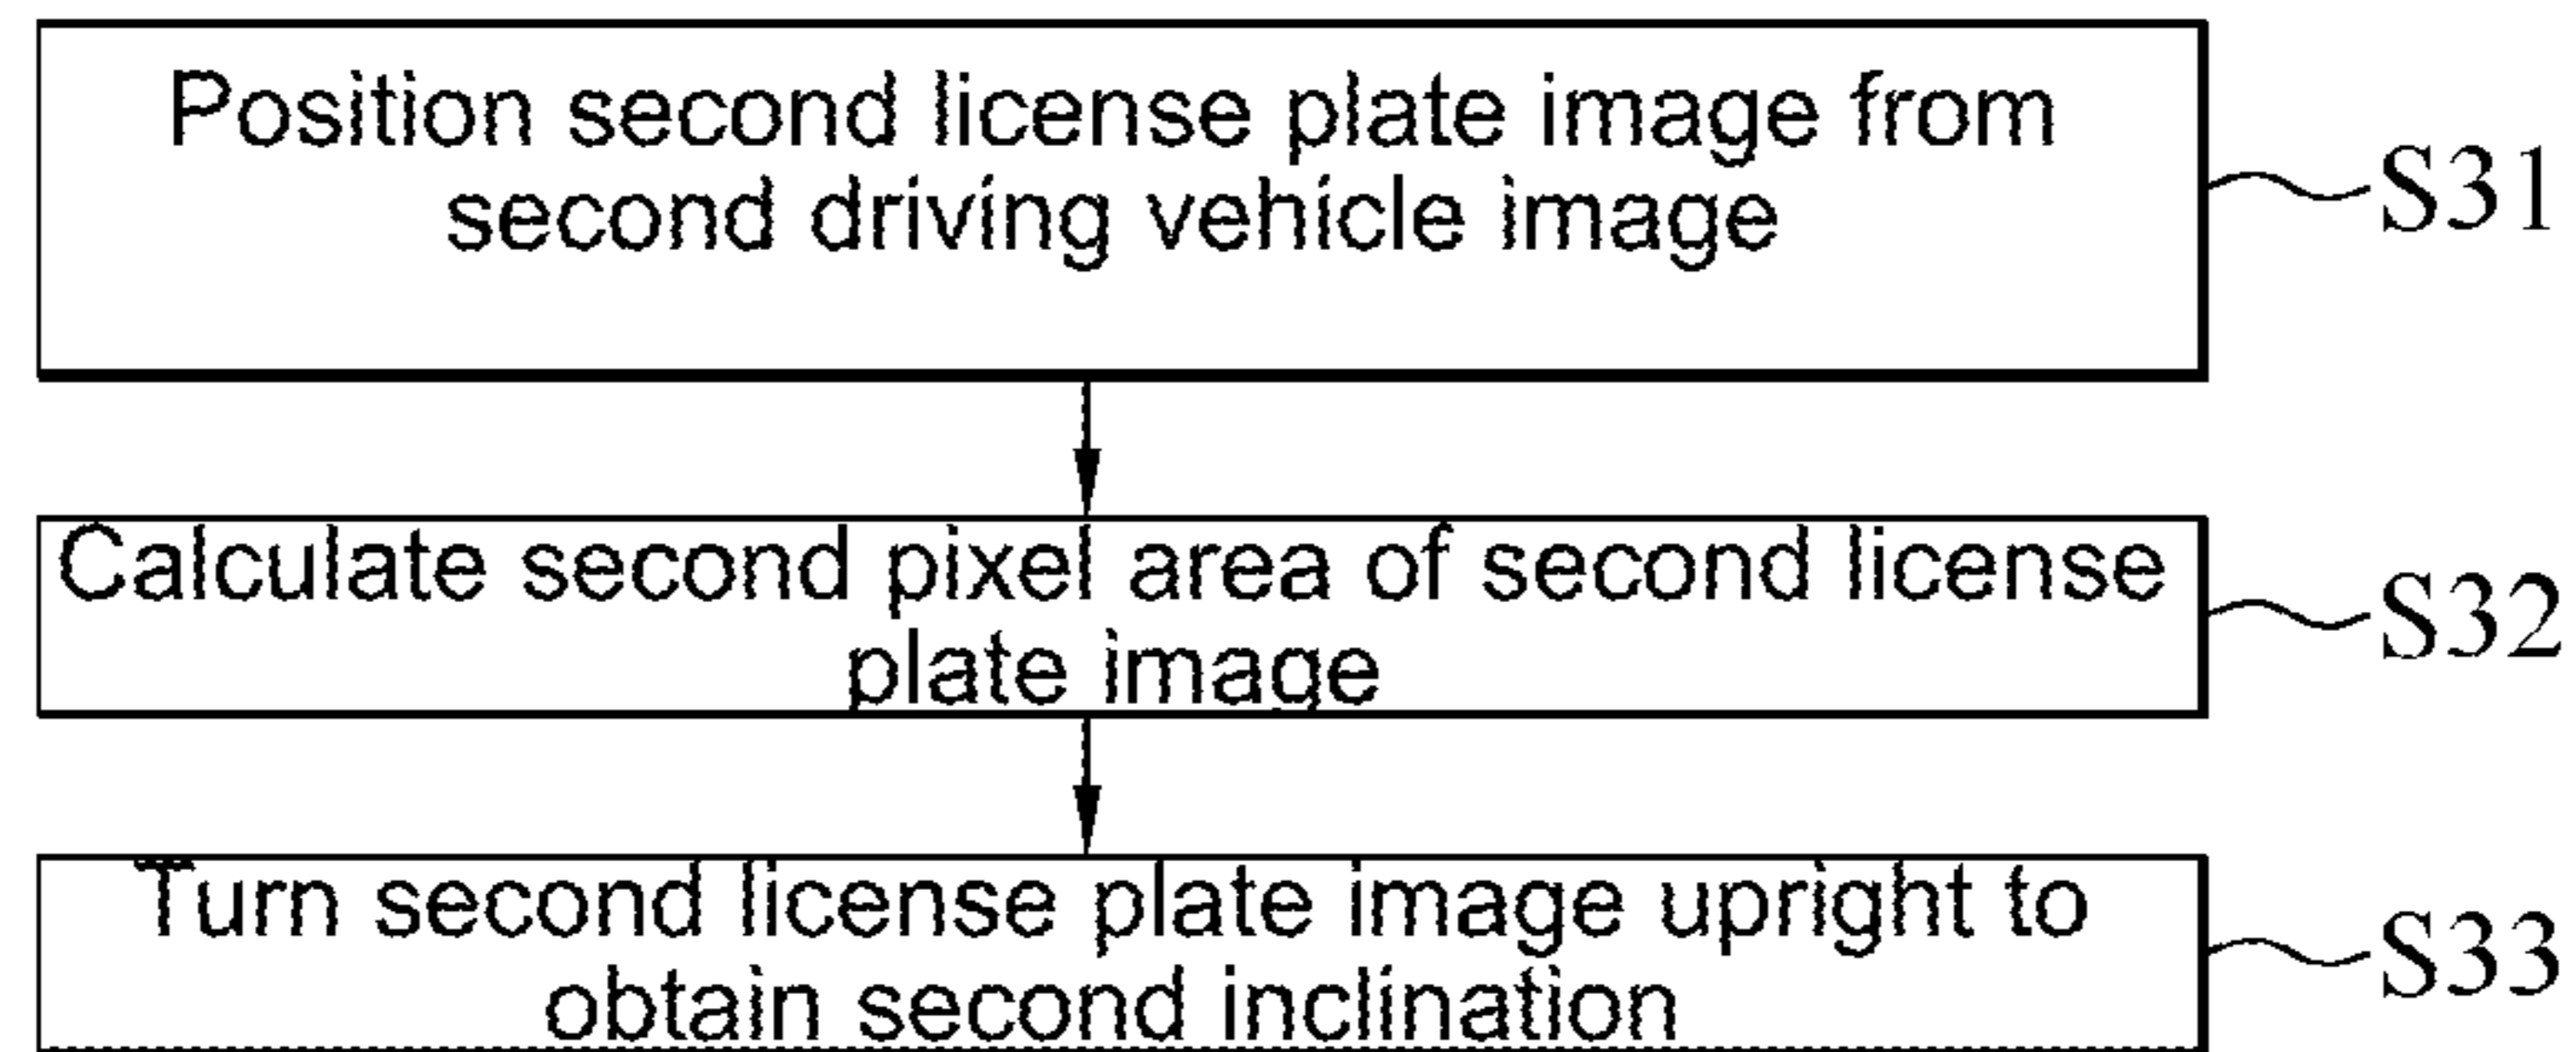 Position second license plate image from
second driving vehicle image
S31
Calculate second pixel area of second license
plate image
S32
Turn second license plate image upright to
obtain second inclination
S33